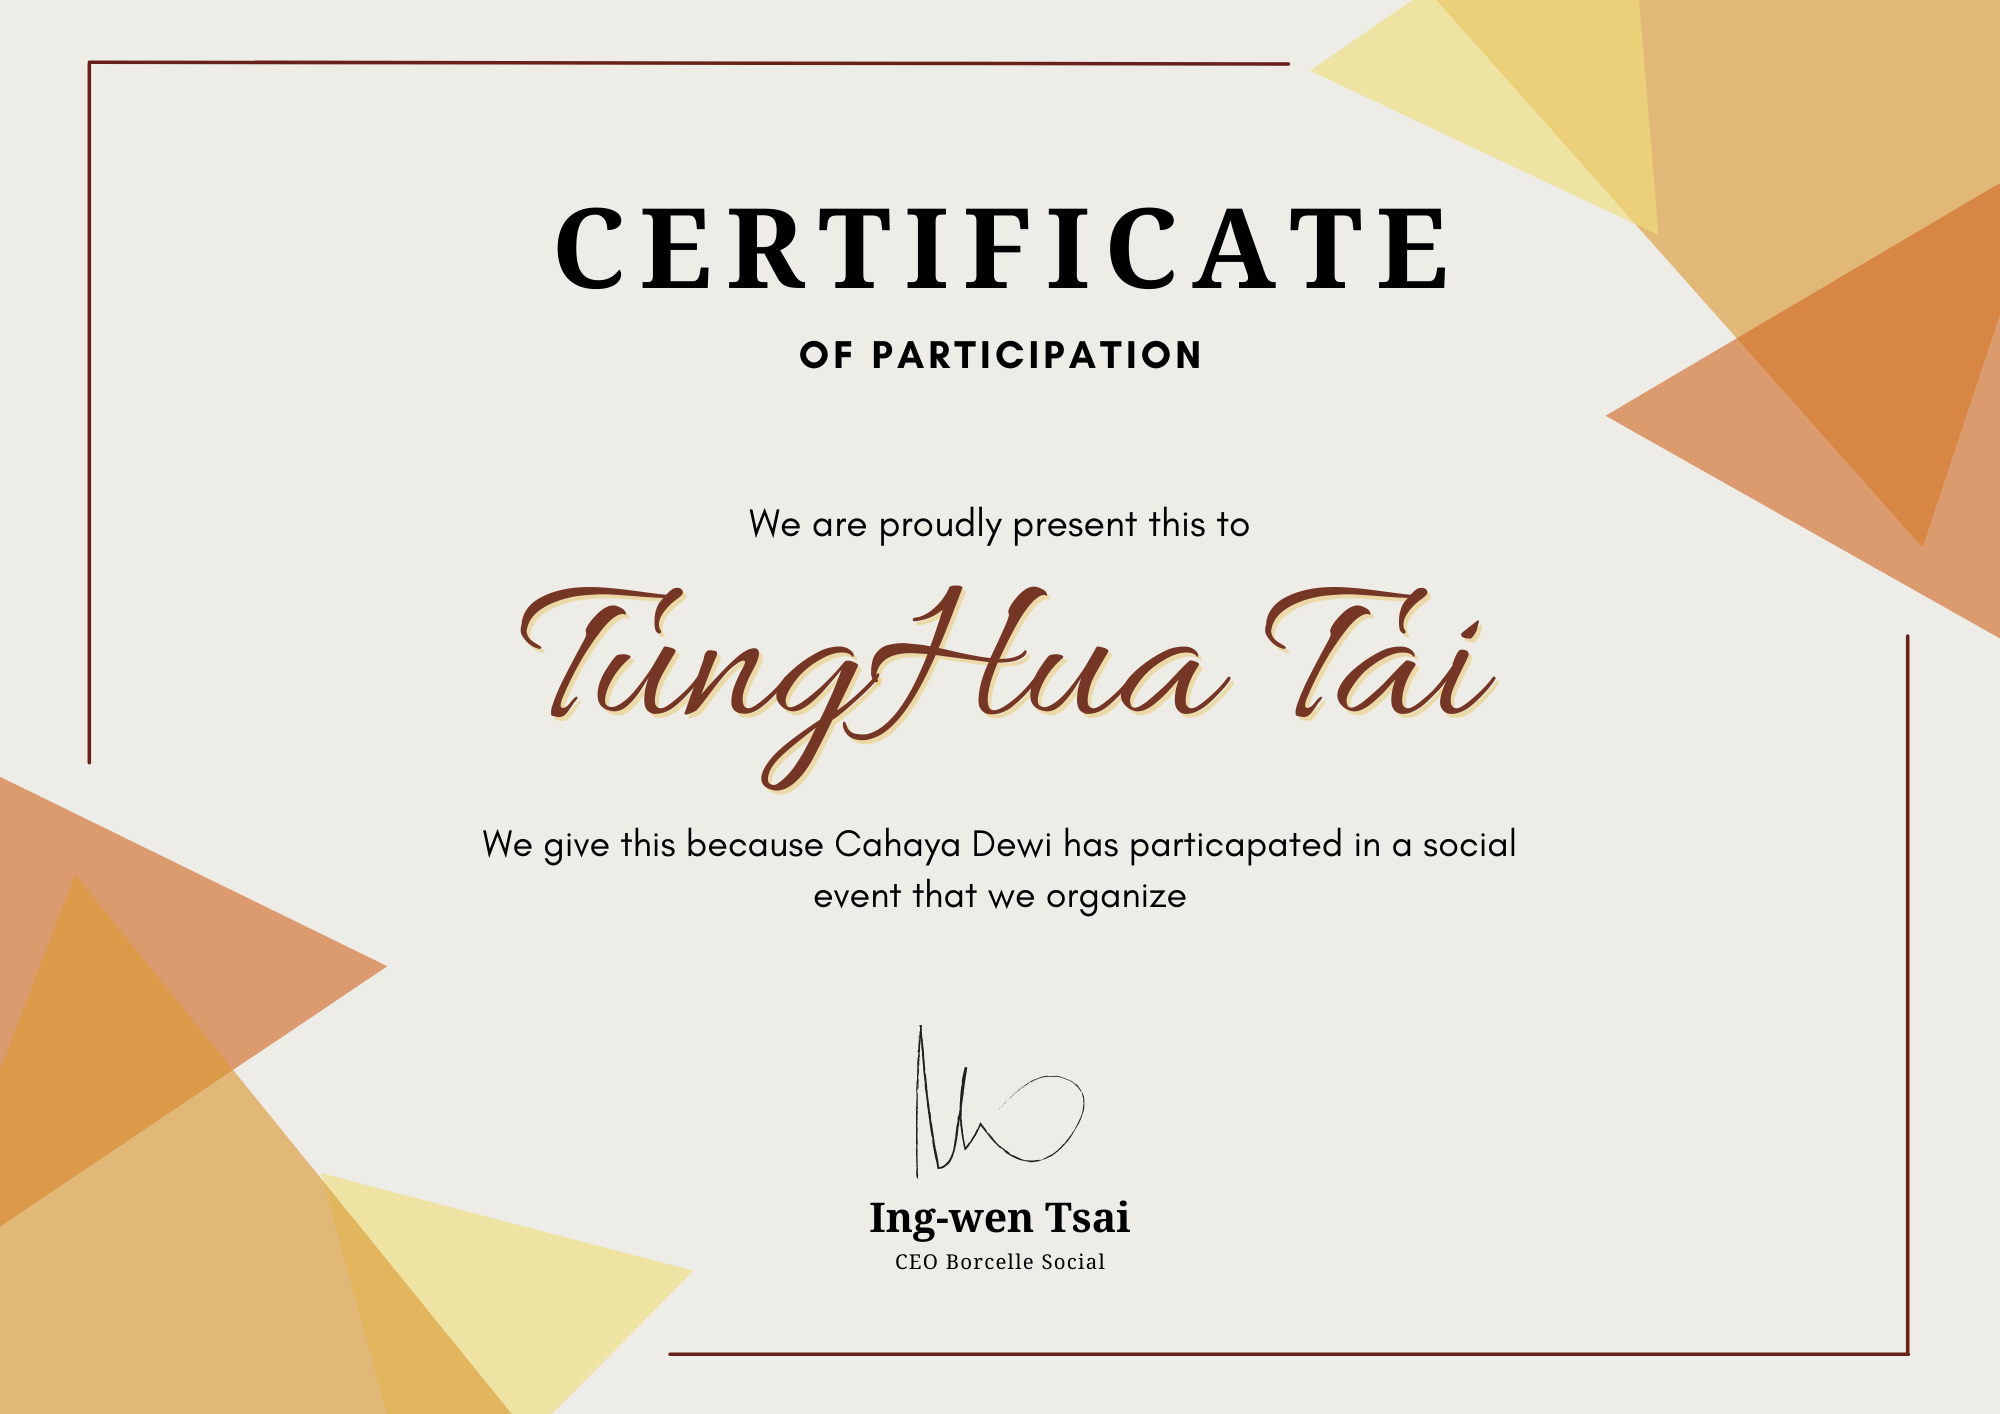 CERTIFICATE
OF PARTICIPATION
We are proudly present this to
TungHua Tai
We give this because Cahaya Dewi has particapated in a social
event that we organize
Ing-wen Tsai
CEO Borcelle Social